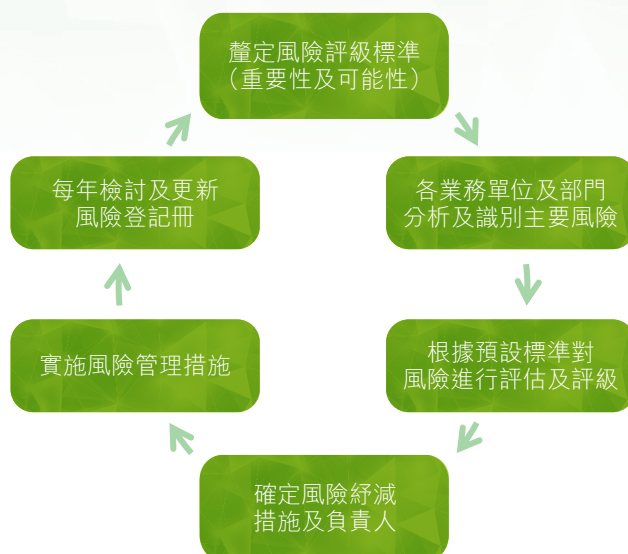 釐定風險評級標準
（重要性及可能性）
各業務單位及部門
分析及識別主要風險
根據預設標準對
風險進行評估及評級
確定風險紓減
措施及負責人
實施風險管理措施
每年檢討及更新
風險登記冊